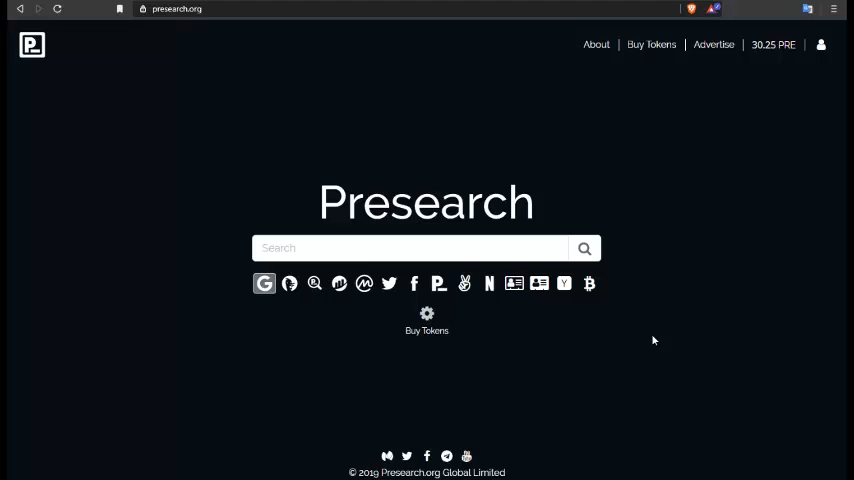 presearch.org
About
Buy Tokens
Advertise
30.25 PRE
Presearch
Search
Buy Tokens
© 2019 Presearch.org Global Limited